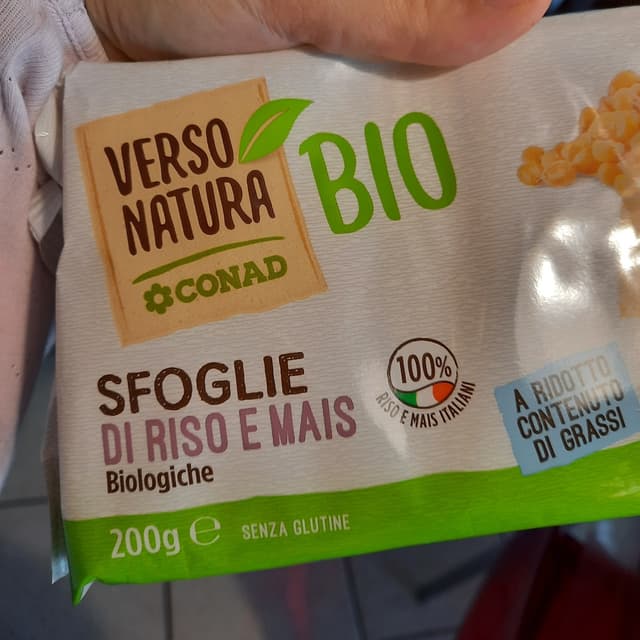 VERSO
NATURA
CONAD
BIO
SFOGLIE
DI RISO E MAIS
Biologiche
100%
RISO E MAIS ITALIANI
A RIDOTTO
CONTENUTO
DI GRASSI
200g ℮
SENZA GLUTINE